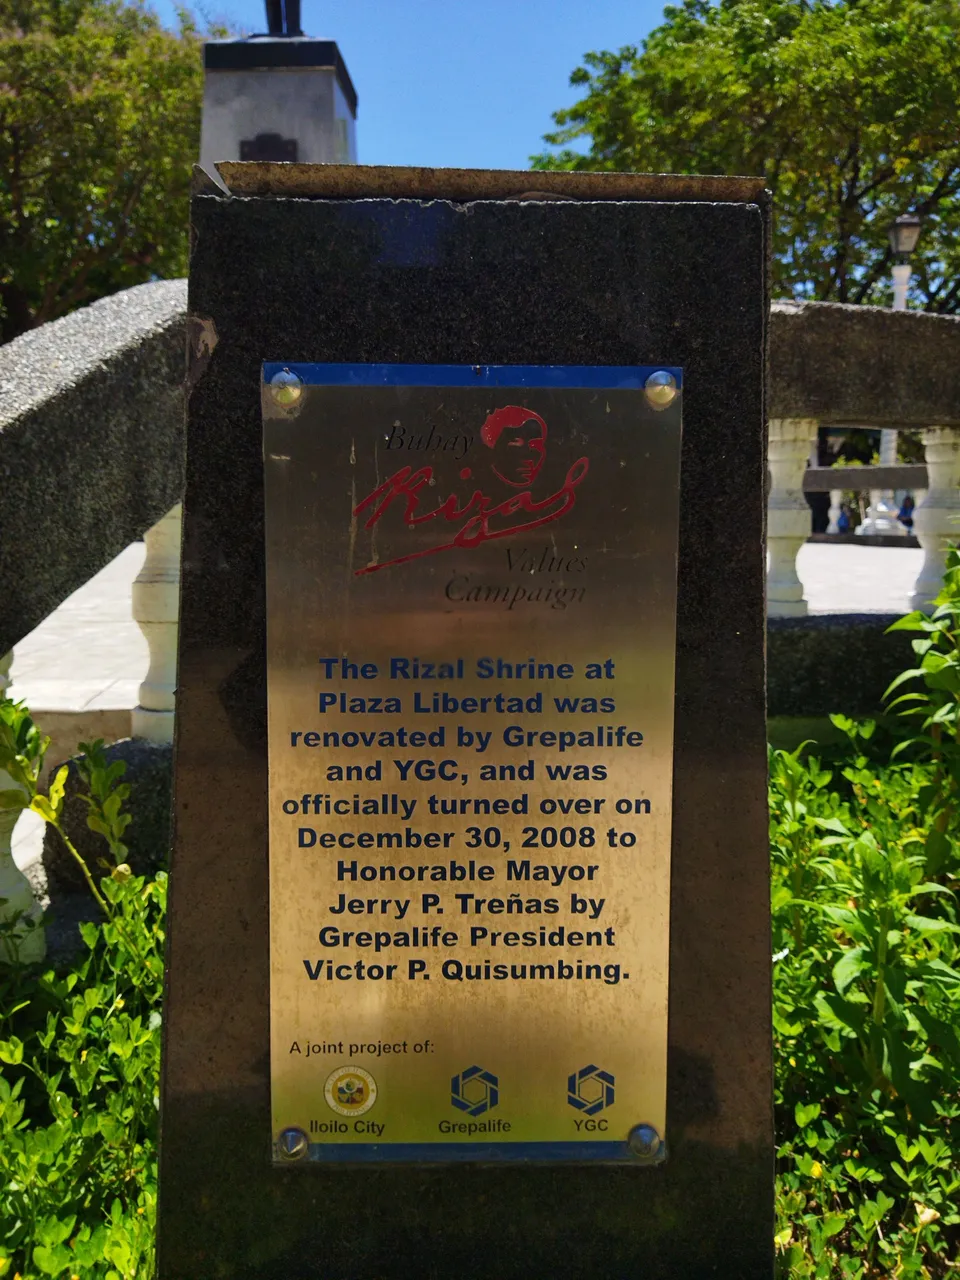 Buhay
Rizal
Values
Campaign
The Rizal Shrine at
Plaza Libertad was
renovated by Grepalife
and YGC, and was
officially turned over on
December 30, 2008 to
Honorable Mayor
Jerry P. Treñas by
Grepalife President
Victor P. Quisumbing.
A joint project of:
Iloilo City
Grepalife
YGC